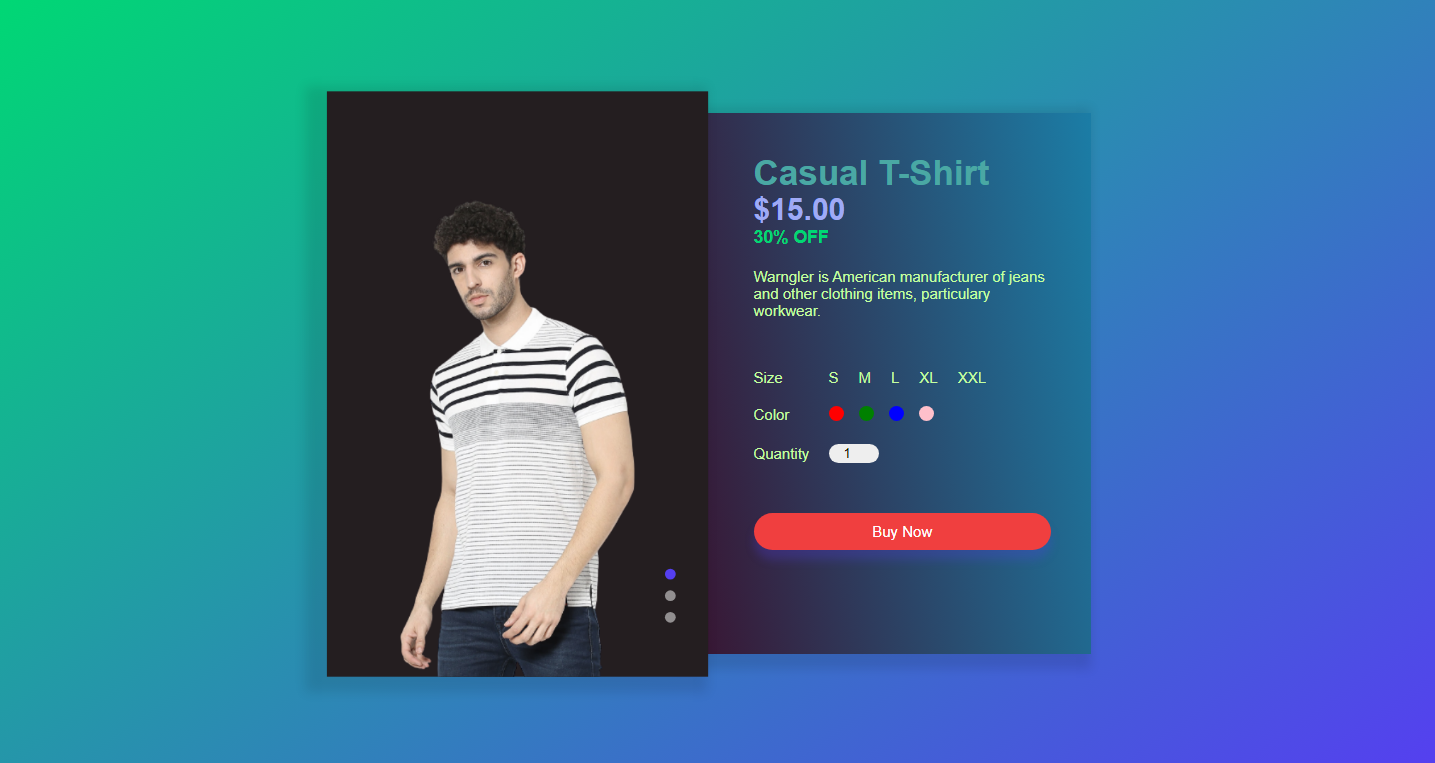 Casual T-Shirt
$15.00
30% OFF
Warngler is American manufacturer of jeans
and other clothing items, particulary
workwear.
Size S M L XL XXL
Color
Quantity 1
Buy Now